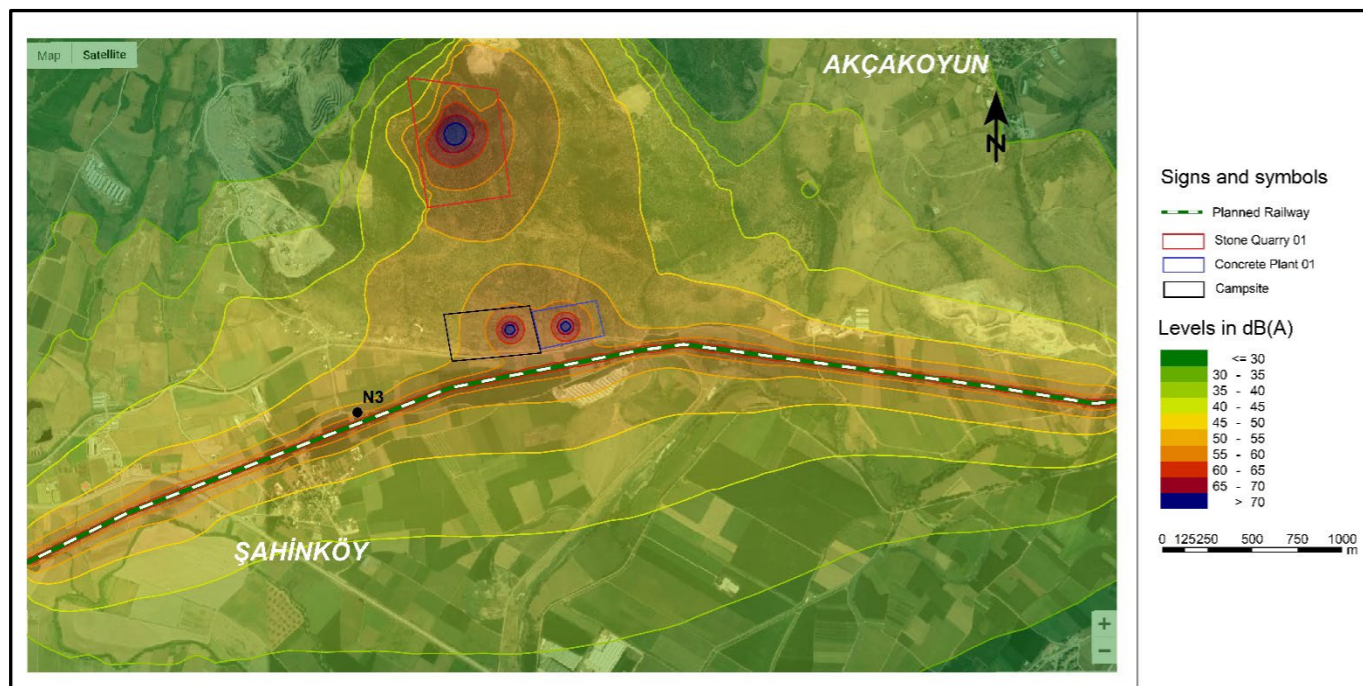 Map Satellite
AKÇAKOYUN
N
N3
ŞAHİNKÖY
+
−
Signs and symbols
Planned Railway
Stone Quarry 01
Concrete Plant 01
Campsite
Levels in dB(A)
<= 30
30 - 35
35 - 40
40 - 45
45 - 50
50 - 55
55 - 60
60 - 65
65 - 70
> 70
0 125250 500 750 1000
m